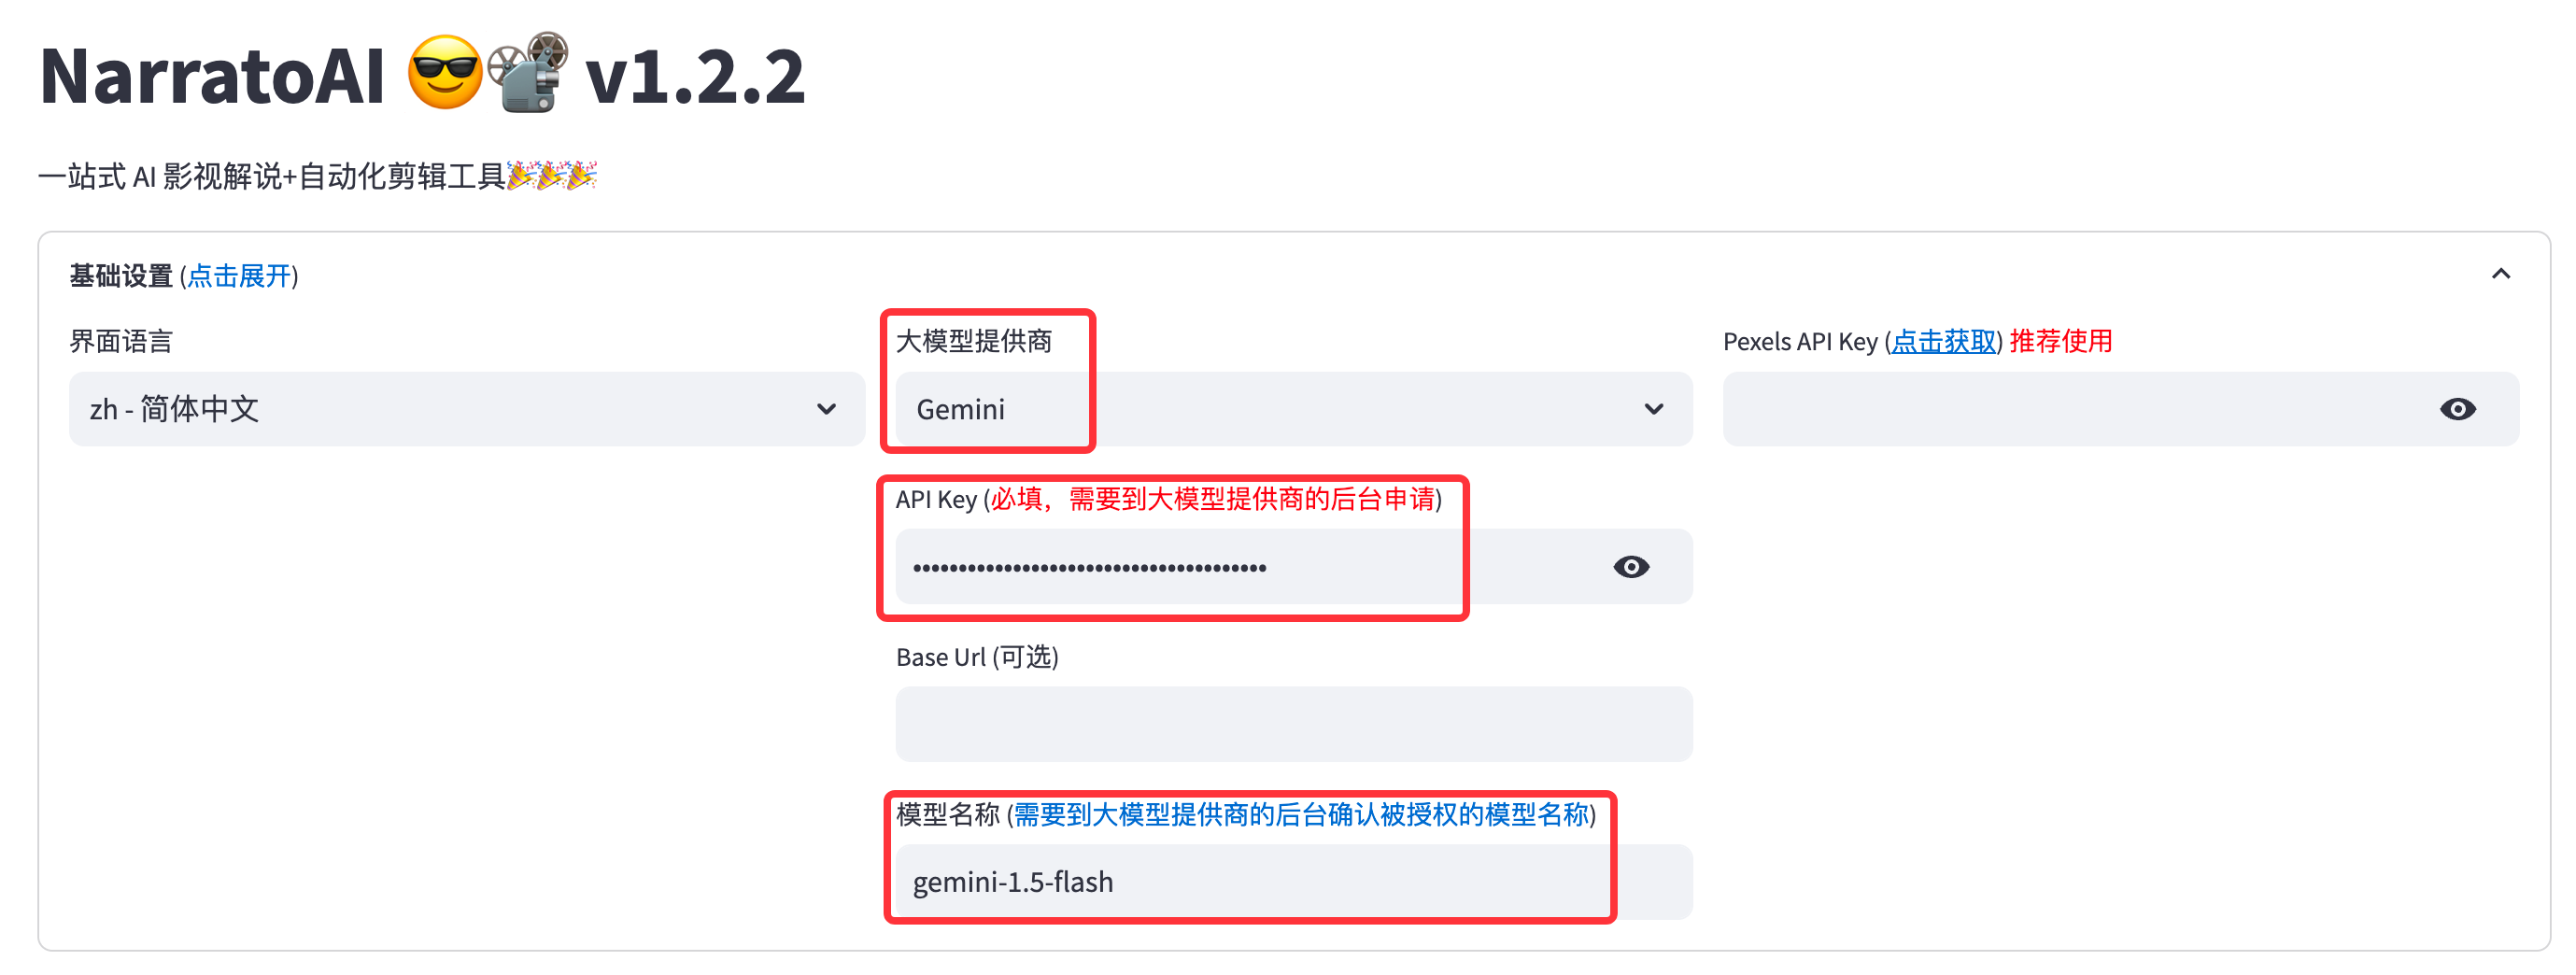 NarratoAI 😎📽️ v1.2.2
一站式 AI 影视解说+自动化剪辑工具🎉🎉🎉
基础设置 (点击展开)
界面语言
zh - 简体中文
大模型提供商
Gemini
API Key (必填，需要到大模型提供商的后台申请)
•••••••••••••••••••••••••••••••••••••••
Base Url (可选)
模型名称 (需要到大模型提供商的后台确认被授权的模型名称)
gemini-1.5-flash
Pexels API Key (点击获取) 推荐使用